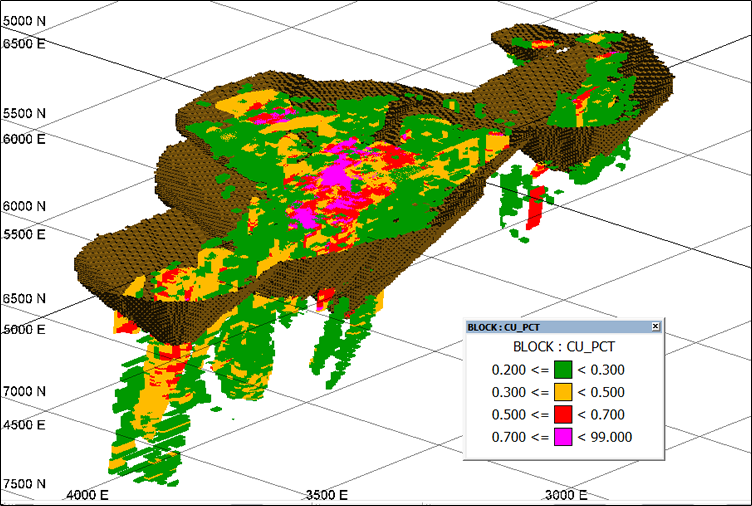 5000 N
6500 E
5500 N
6000 E
6000 N
5500 E
6500 N
5000 E
7000 N
4500 E
7500 N
4000 E
3500 E
3000 E
BLOCK : CU_PCT
BLOCK : CU_PCT
0.200 <= < 0.300
0.300 <= < 0.500
0.500 <= < 0.700
0.700 <= < 99.000